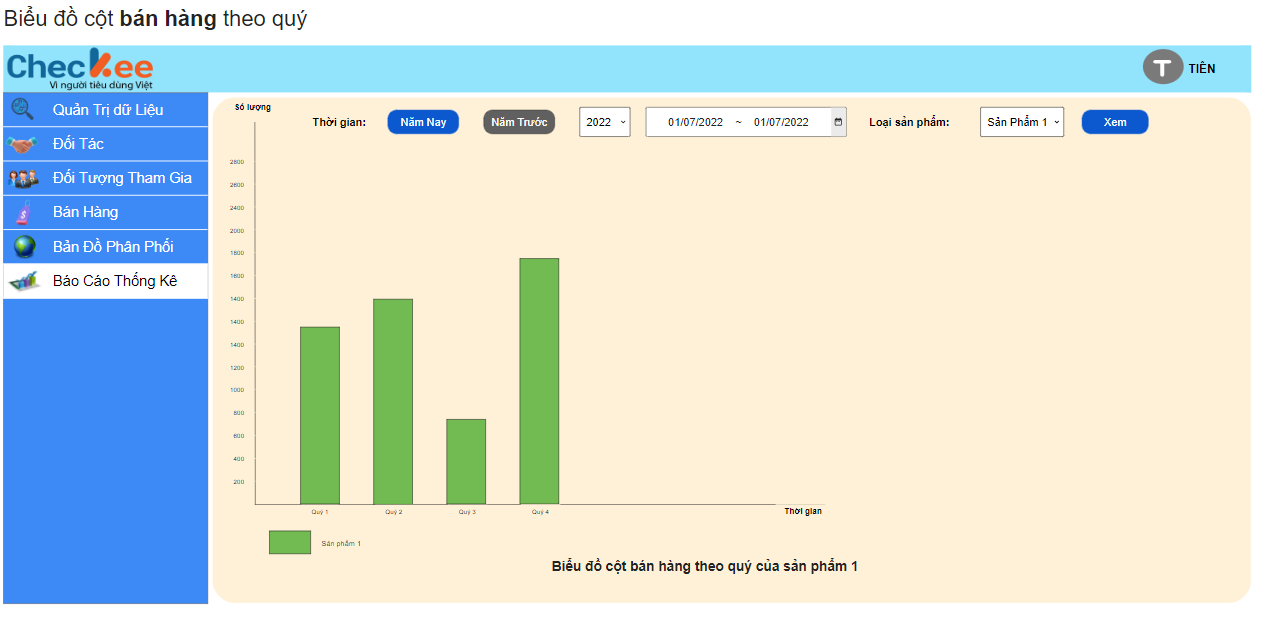 Biểu đồ cột bán hàng theo quý
Checkee
Vì người tiêu dùng Việt
T TIÊN
Quản Trị dữ Liệu
Đối Tác
Đối Tượng Tham Gia
Bán Hàng
Bản Đồ Phân Phối
Báo Cáo Thống Kê
Số lượng
Thời gian: Năm Nay Năm Trước 2022 01/07/2022 ~ 01/07/2022 Loại sản phẩm: Sản Phẩm 1 Xem
2800
2600
2400
2000
1800
1600
1400
1400
1400
1200
1000
800
600
400
200
Quý 1 Quý 2 Quý 3 Quý 4
Thời gian
Sản phẩm 1
Biểu đồ cột bán hàng theo quý của sản phẩm 1